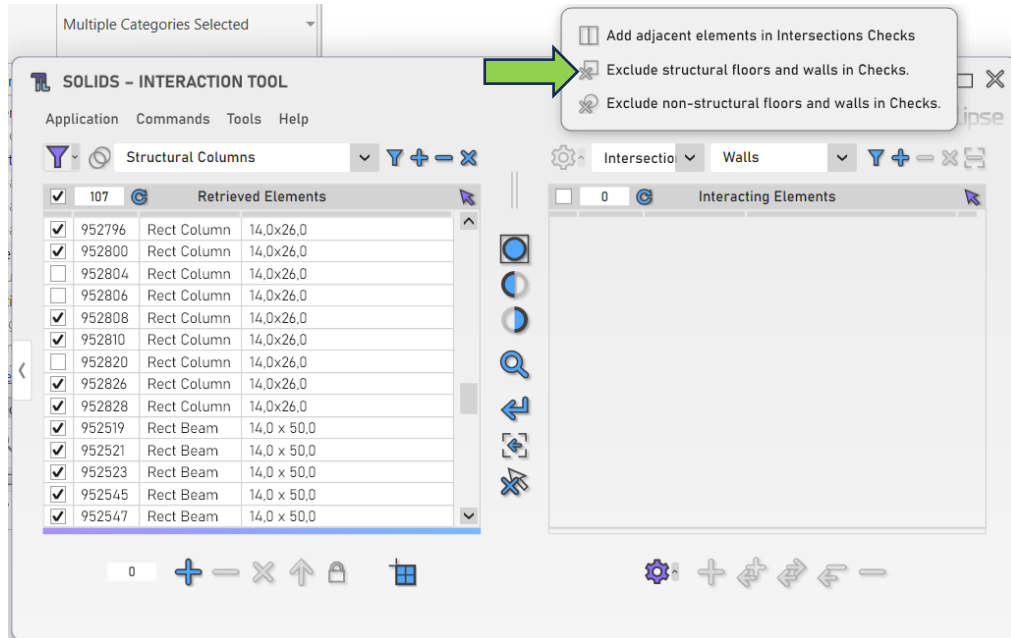 Multiple Categories Selected
Add adjacent elements in Intersections Checks
Exclude structural floors and walls in Checks.
Exclude non-structural floors and walls in Checks.
SOLIDS – INTERACTION TOOL
Application Commands Tools Help
Structural Columns
Walls
107 Retrieved Elements
0 Interacting Elements
952796 Rect Column 14,0x26,0
952800 Rect Column 14,0x26,0
952804 Rect Column 14,0x26,0
952806 Rect Column 14,0x26,0
952808 Rect Column 14,0x26,0
952810 Rect Column 14,0x26,0
952820 Rect Column 14,0x26,0
952826 Rect Column 14,0x26,0
952828 Rect Column 14,0x26,0
952519 Rect Beam 14,0 x 50,0
952521 Rect Beam 14,0 x 50,0
952523 Rect Beam 14,0 x 50,0
952545 Rect Beam 14,0 x 50,0
952547 Rect Beam 14,0 x 50,0
0